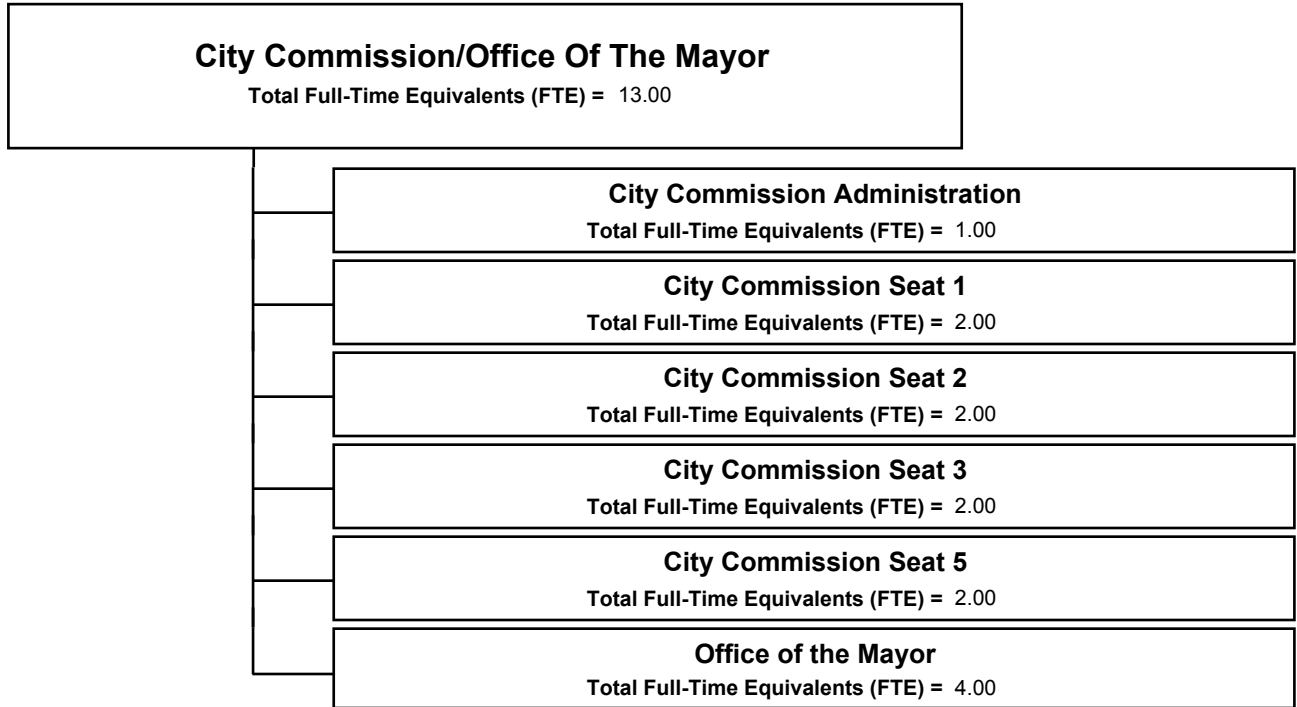 City Commission/Office Of The Mayor
Total Full-Time Equivalents (FTE) = 13.00
City Commission Administration
Total Full-Time Equivalents (FTE) = 1.00
City Commission Seat 1
Total Full-Time Equivalents (FTE) = 2.00
City Commission Seat 2
Total Full-Time Equivalents (FTE) = 2.00
City Commission Seat 3
Total Full-Time Equivalents (FTE) = 2.00
City Commission Seat 5
Total Full-Time Equivalents (FTE) = 2.00
Office of the Mayor
Total Full-Time Equivalents (FTE) = 4.00